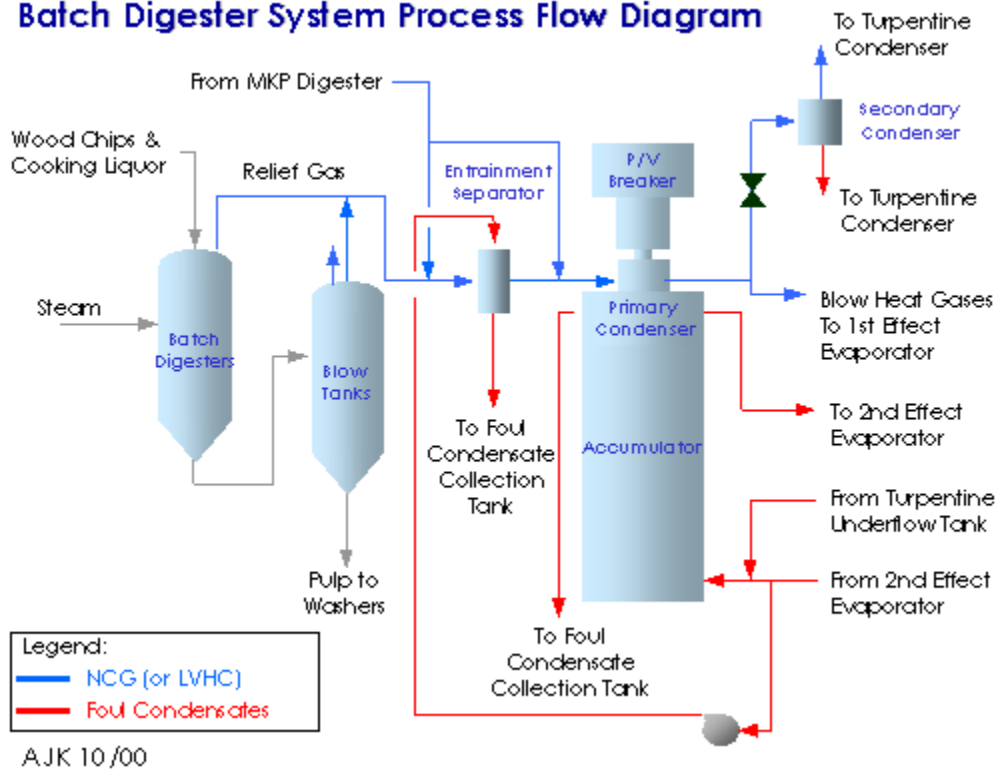 Batch Digester System Process Flow Diagram
To Turpentine
Condenser
From MKP Digester
Secondary
Condenser
Wood Chips &
Cooking Liquor
Relief Gas
Entrainment
Separator
P/V
Breaker
To Turpentine
Condenser
Steam
Batch
Digesters
Blow
Tanks
Primary
Condenser
Blow Heat Gases
To 1st Effect
Evaporator
To Foul
Condensate
Collection
Tank
Accumulator
To 2nd Effect
Evaporator
From Turpentine
Underflow Tank
Pulp to
Washers
From 2nd Effect
Evaporator
To Foul
Condensate
Collection Tank
Legend:
NCG (or LVHC)
Foul Condensates
AJK 10/00